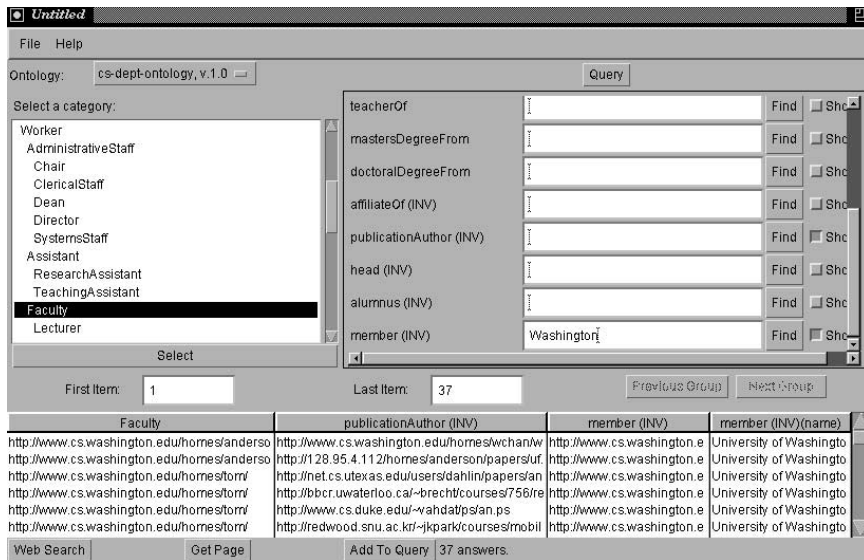 Untitled
File Help
Ontology: cs-dept-ontology, v.1.0 Query
Select a category:
Worker
AdministrativeStaff
Chair
ClericalStaff
Dean
Director
SystemsStaff
Assistant
ResearchAssistant
TeachingAssistant
Faculty
Lecturer
Select
teacherOf Find Sho
mastersDegreeFrom Find Sho
doctoralDegreeFrom Find Sho
affiliateOf (INV) Find Sho
publicationAuthor (INV) Find Sho
head (INV) Find Sho
alumnus (INV) Find Sho
member (INV) Washington Find Sho
First Item: 1 Last Item: 37 Previous Group Next Group
Faculty publicationAuthor (INV) member (INV) member (INV)(name)
http://www.cs.washington.edu/homes/anderso http://www.cs.washington.edu/homes/wchan/w http://www.cs.washington.e University of Washingto
http://www.cs.washington.edu/homes/anderso http://128.95.4.112/homes/anderson/papers/uf. http://www.cs.washington.e University of Washingto
http://www.cs.washington.edu/homes/tom/ http://net.cs.utexas.edu/users/dahlin/papers/an http://www.cs.washington.e University of Washingto
http://www.cs.washington.edu/homes/tom/ http://bbcr.uwaterloo.ca/~brecht/courses/756/re http://www.cs.washington.e University of Washingto
http://www.cs.washington.edu/homes/tom/ http://www.cs.duke.edu/~vahdat/ps/an.ps http://www.cs.washington.e University of Washingto
http://www.cs.washington.edu/homes/tom/ http://redwood.snu.ac.kr/~jkpark/courses/mobil http://www.cs.washington.e University of Washingto
Web Search Get Page Add To Query 37 answers.